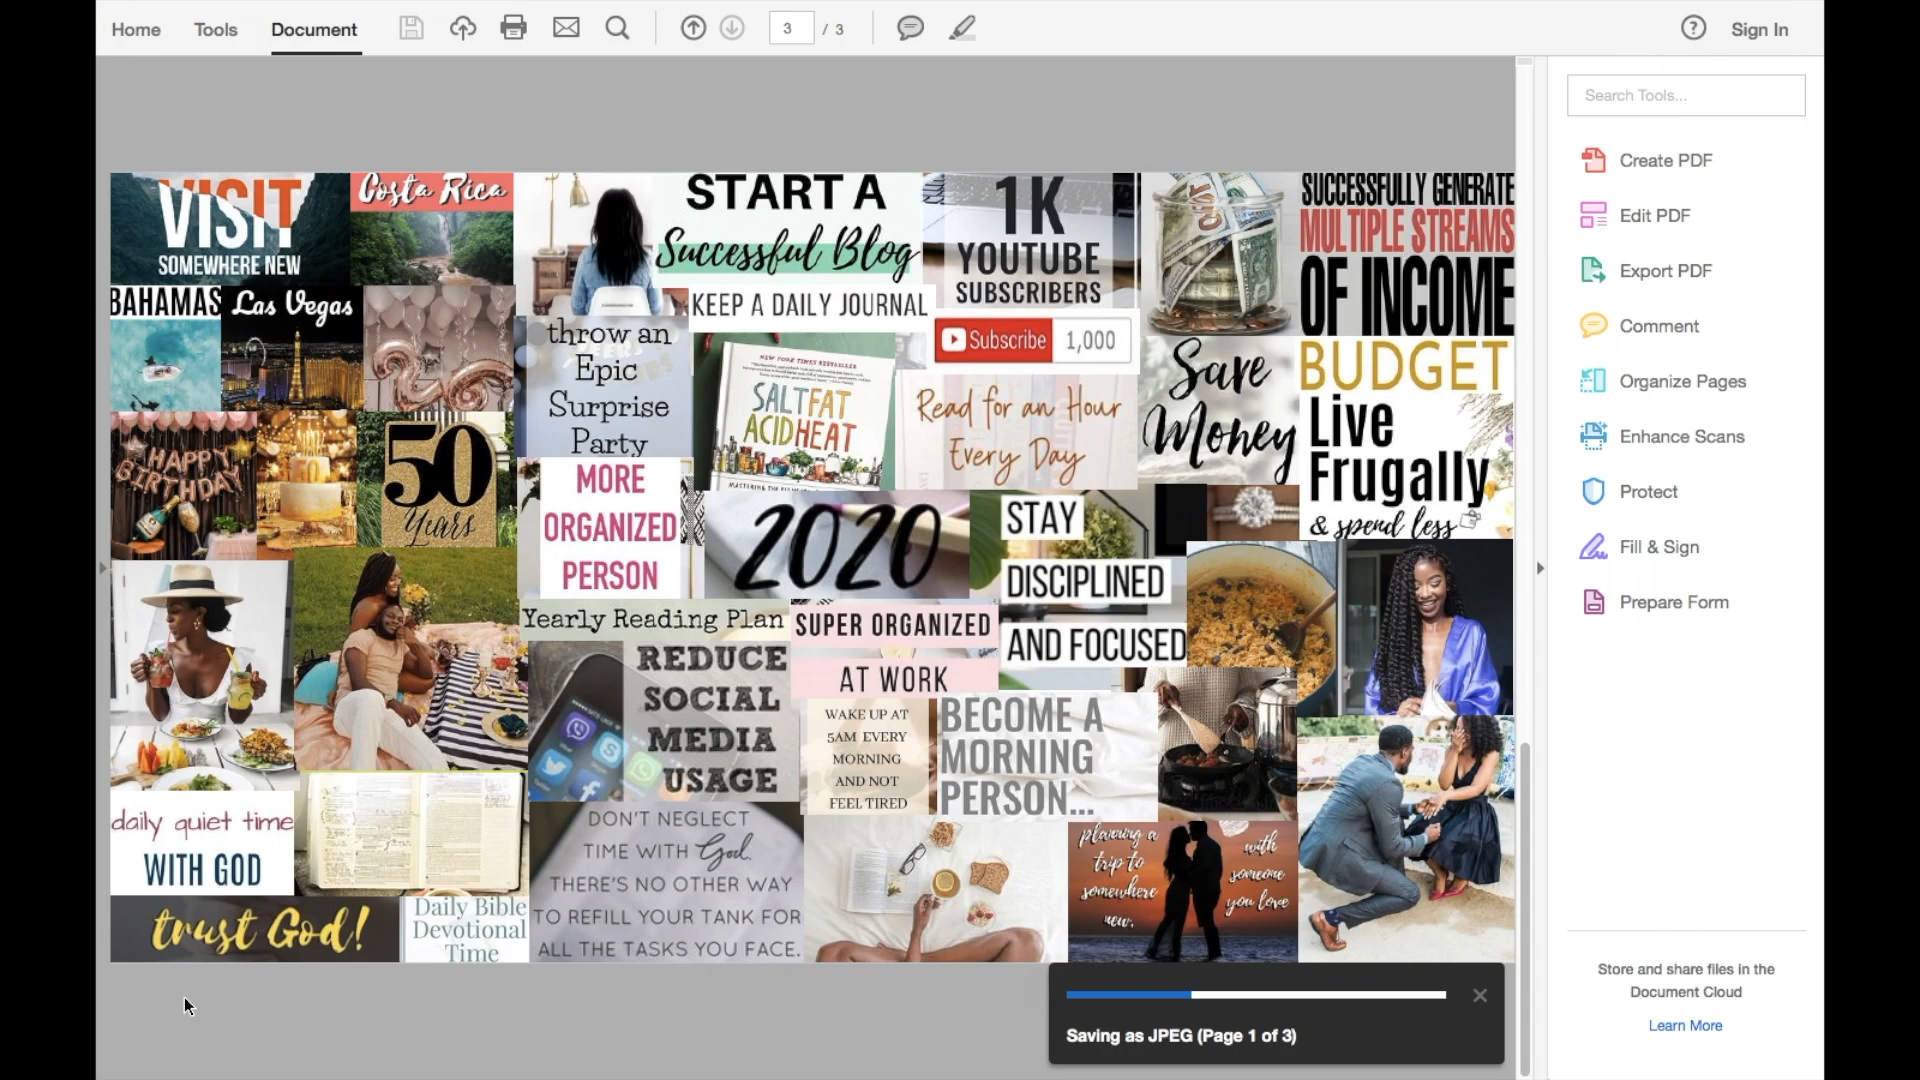 Home
Tools
Document
3
/ 3
Sign In
Search Tools...
Create PDF
Edit PDF
Export PDF
Comment
Organize Pages
Enhance Scans
Protect
Fill & Sign
Prepare Form
Store and share files in the
Document Cloud
Learn More
VISIT
SOMEWHERE NEW
Costa Rica
START A
Successful Blog
1K
YOUTUBE
SUBSCRIBERS
SUCCESSFULLY GENERATE
MULTIPLE STREAMS
OF INCOME
BAHAMAS
Las Vegas
KEEP A DAILY JOURNAL
Subscribe
1,000
throw an
Epic
Surprise
Party
NEW YORK TIMES BESTSELLER
SALT FAT
ACID HEAT
Read for an Hour
Every Day
Save
Money
BUDGET
Live
Frugally
& spend less
26
HAPPY
BIRTHDAY
50
50
Years
MORE
ORGANIZED
PERSON
2020
STAY
DISCIPLINED
AND FOCUSED
Yearly Reading Plan
SUPER ORGANIZED
AT WORK
REDUCE
SOCIAL
MEDIA
USAGE
WAKE UP AT
5AM EVERY
MORNING
AND NOT
FEEL TIRED
BECOME A
MORNING
PERSON...
daily quiet time
WITH GOD
DON'T NEGLECT
TIME WITH God.
THERE'S NO OTHER WAY
TO REFILL YOUR TANK FOR
ALL THE TASKS YOU FACE.
planning a
trip to
somewhere
new,
with
someone
you love
trust God!
Daily Bible
Devotional
Time
Saving as JPEG (Page 1 of 3)